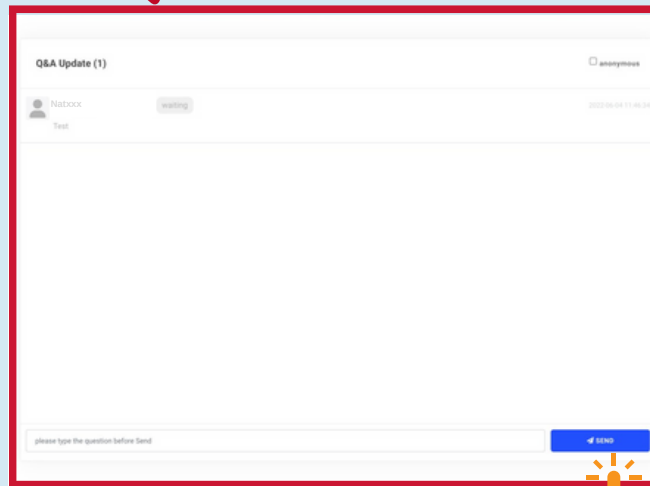 Q&A Update (1)
anonymous
Natxxx
waiting
Test
please type the question before Send
SEND